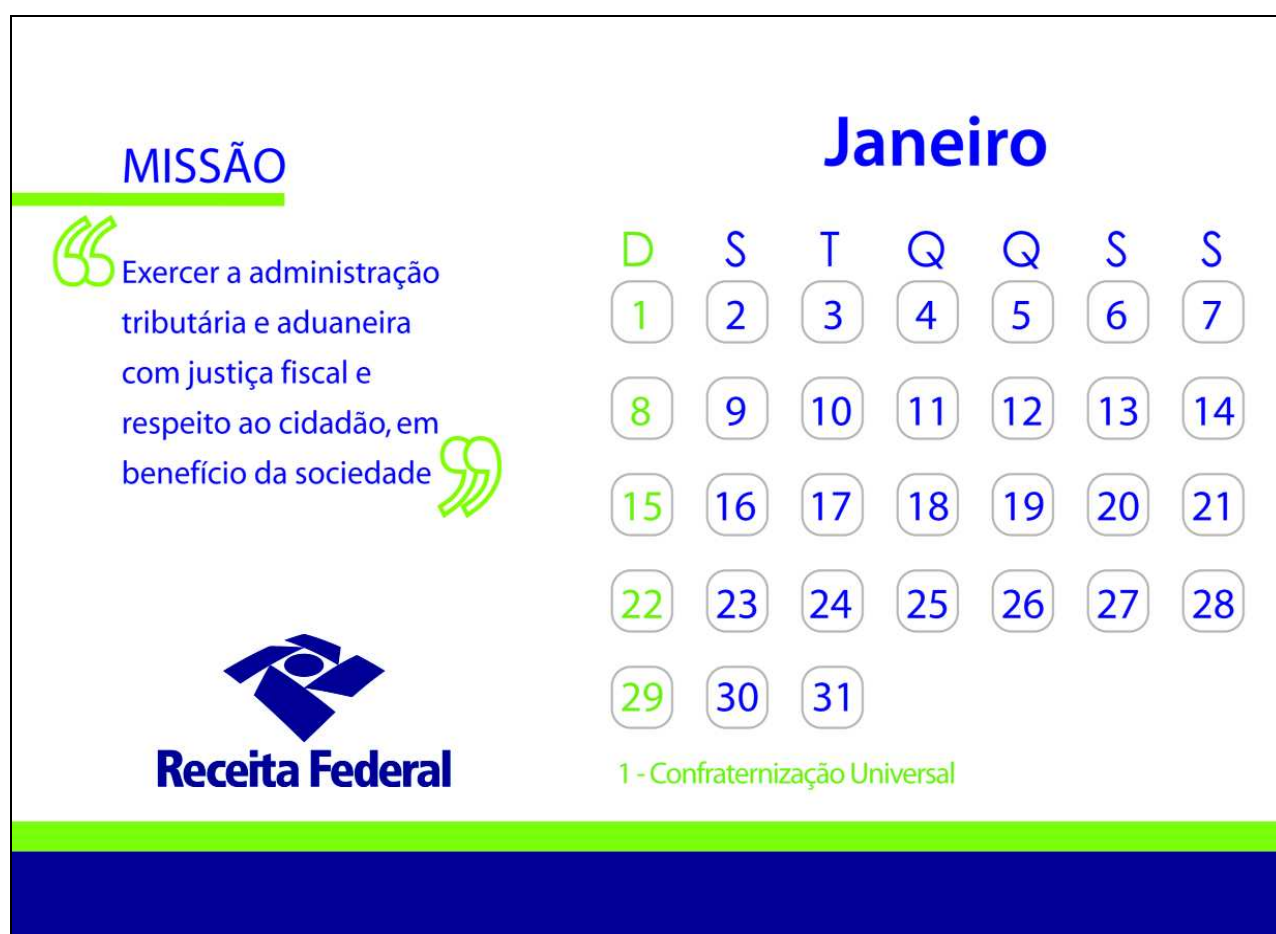 MISSÃO
Exercer a administração
tributária e aduaneira
com justiça fiscal e
respeito ao cidadão, em
benefício da sociedade
Receita Federal
Janeiro
D S T Q Q S S
1 2 3 4 5 6 7
8 9 10 11 12 13 14
15 16 17 18 19 20 21
22 23 24 25 26 27 28
29 30 31
1 - Confraternização Universal